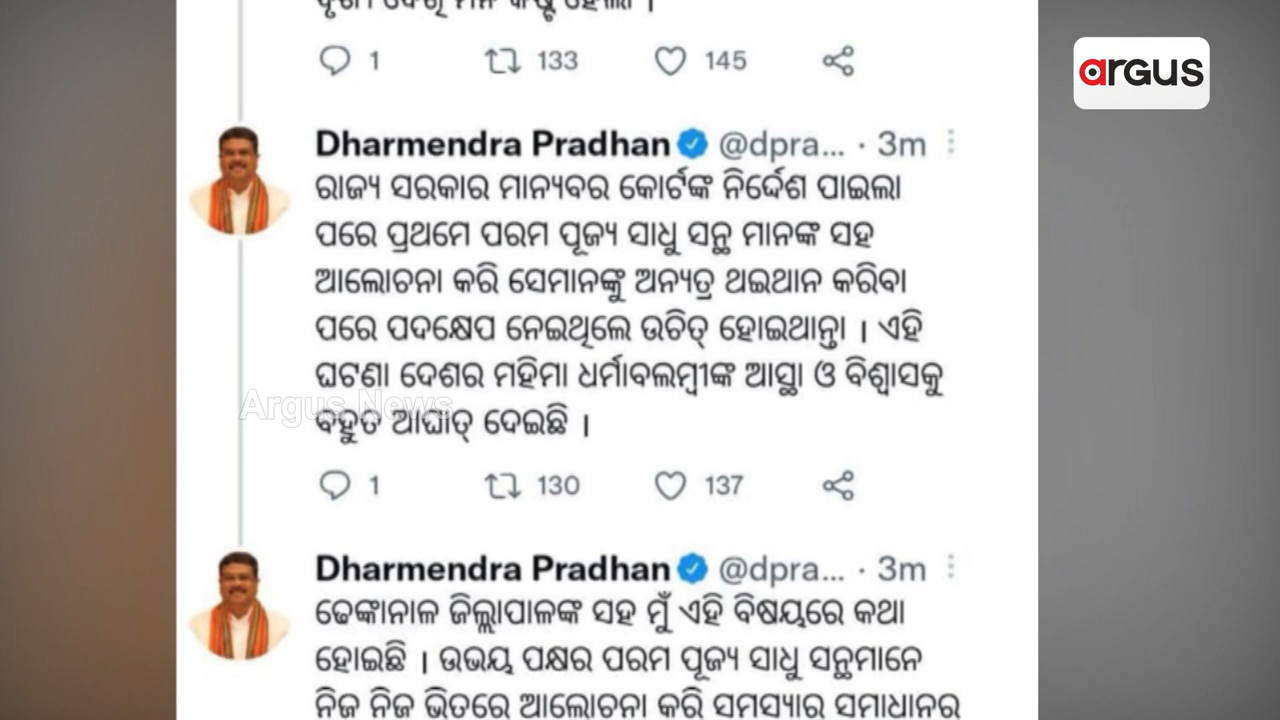 ଦୃଶ୍ୟ ଦେଖି ମନ କଷ୍ଟ ହେଲା ।
1 133 145
argus
Dharmendra Pradhan @dpra... · 3m
ରାଜ୍ୟ ସରକାର ମାନ୍ୟବର କୋର୍ଟଙ୍କ ନିର୍ଦ୍ଦେଶ ପାଇଲା
ପରେ ପ୍ରଥମେ ପରମ ପୂଜ୍ୟ ସାଧୁ ସନ୍ଥ ମାନଙ୍କ ସହ
ଆଲୋଚନା କରି ସେମାନଙ୍କୁ ଅନ୍ୟତ୍ର ଥଇଥାନ କରିବା
ପରେ ପଦକ୍ଷେପ ନେଇଥିଲେ ଉଚିତ୍ ହୋଇଥାନ୍ତା । ଏହି
ଘଟଣା ଦେଶର ମହିମା ଧର୍ମାବଲମ୍ବୀଙ୍କ ଆସ୍ଥା ଓ ବିଶ୍ୱାସକୁ
Argus News
ବହୁତ ଆଘାତ୍ ଦେଇଛି ।
1 130 137
Dharmendra Pradhan @dpra... · 3m
ଢେଙ୍କାନାଳ ଜିଲ୍ଲାପାଳଙ୍କ ସହ ମୁଁ ଏହି ବିଷୟରେ କଥା
ହୋଇଛି । ଉଭୟ ପକ୍ଷର ପରମ ପୂଜ୍ୟ ସାଧୁ ସନ୍ଥମାନେ
ନିଜ ନିଜ ଭିତରେ ଆଲୋଚନା କରି ସମସ୍ୟାର ସମାଧାନର